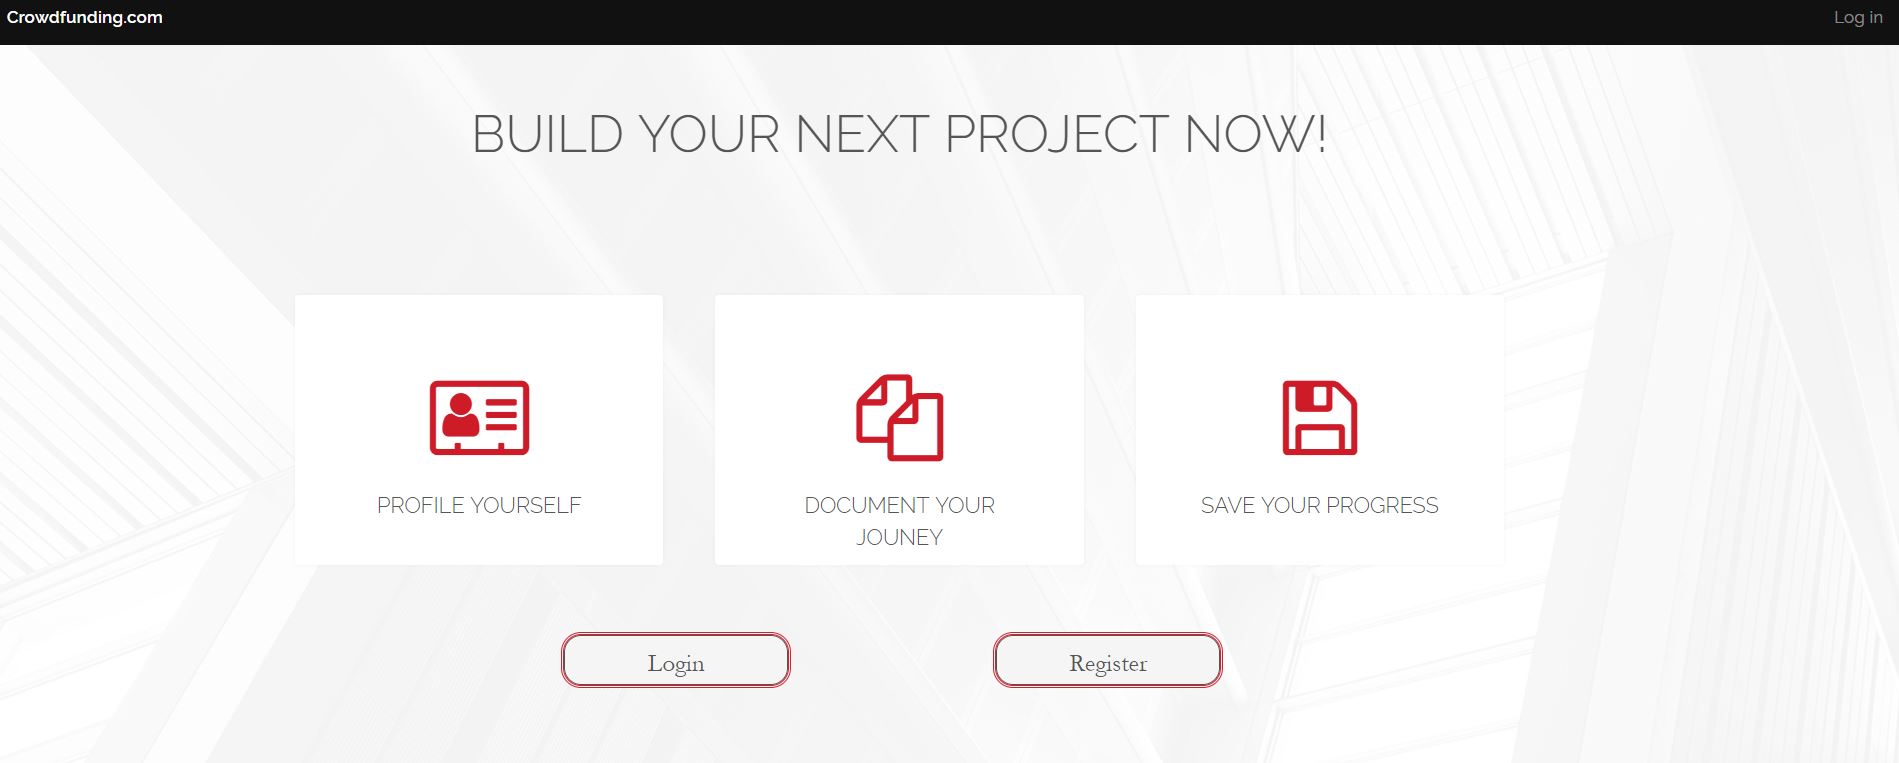 Crowdfunding.com
Log in
BUILD YOUR NEXT PROJECT NOW!
PROFILE YOURSELF
DOCUMENT YOUR
JOUNEY
SAVE YOUR PROGRESS
Login
Register